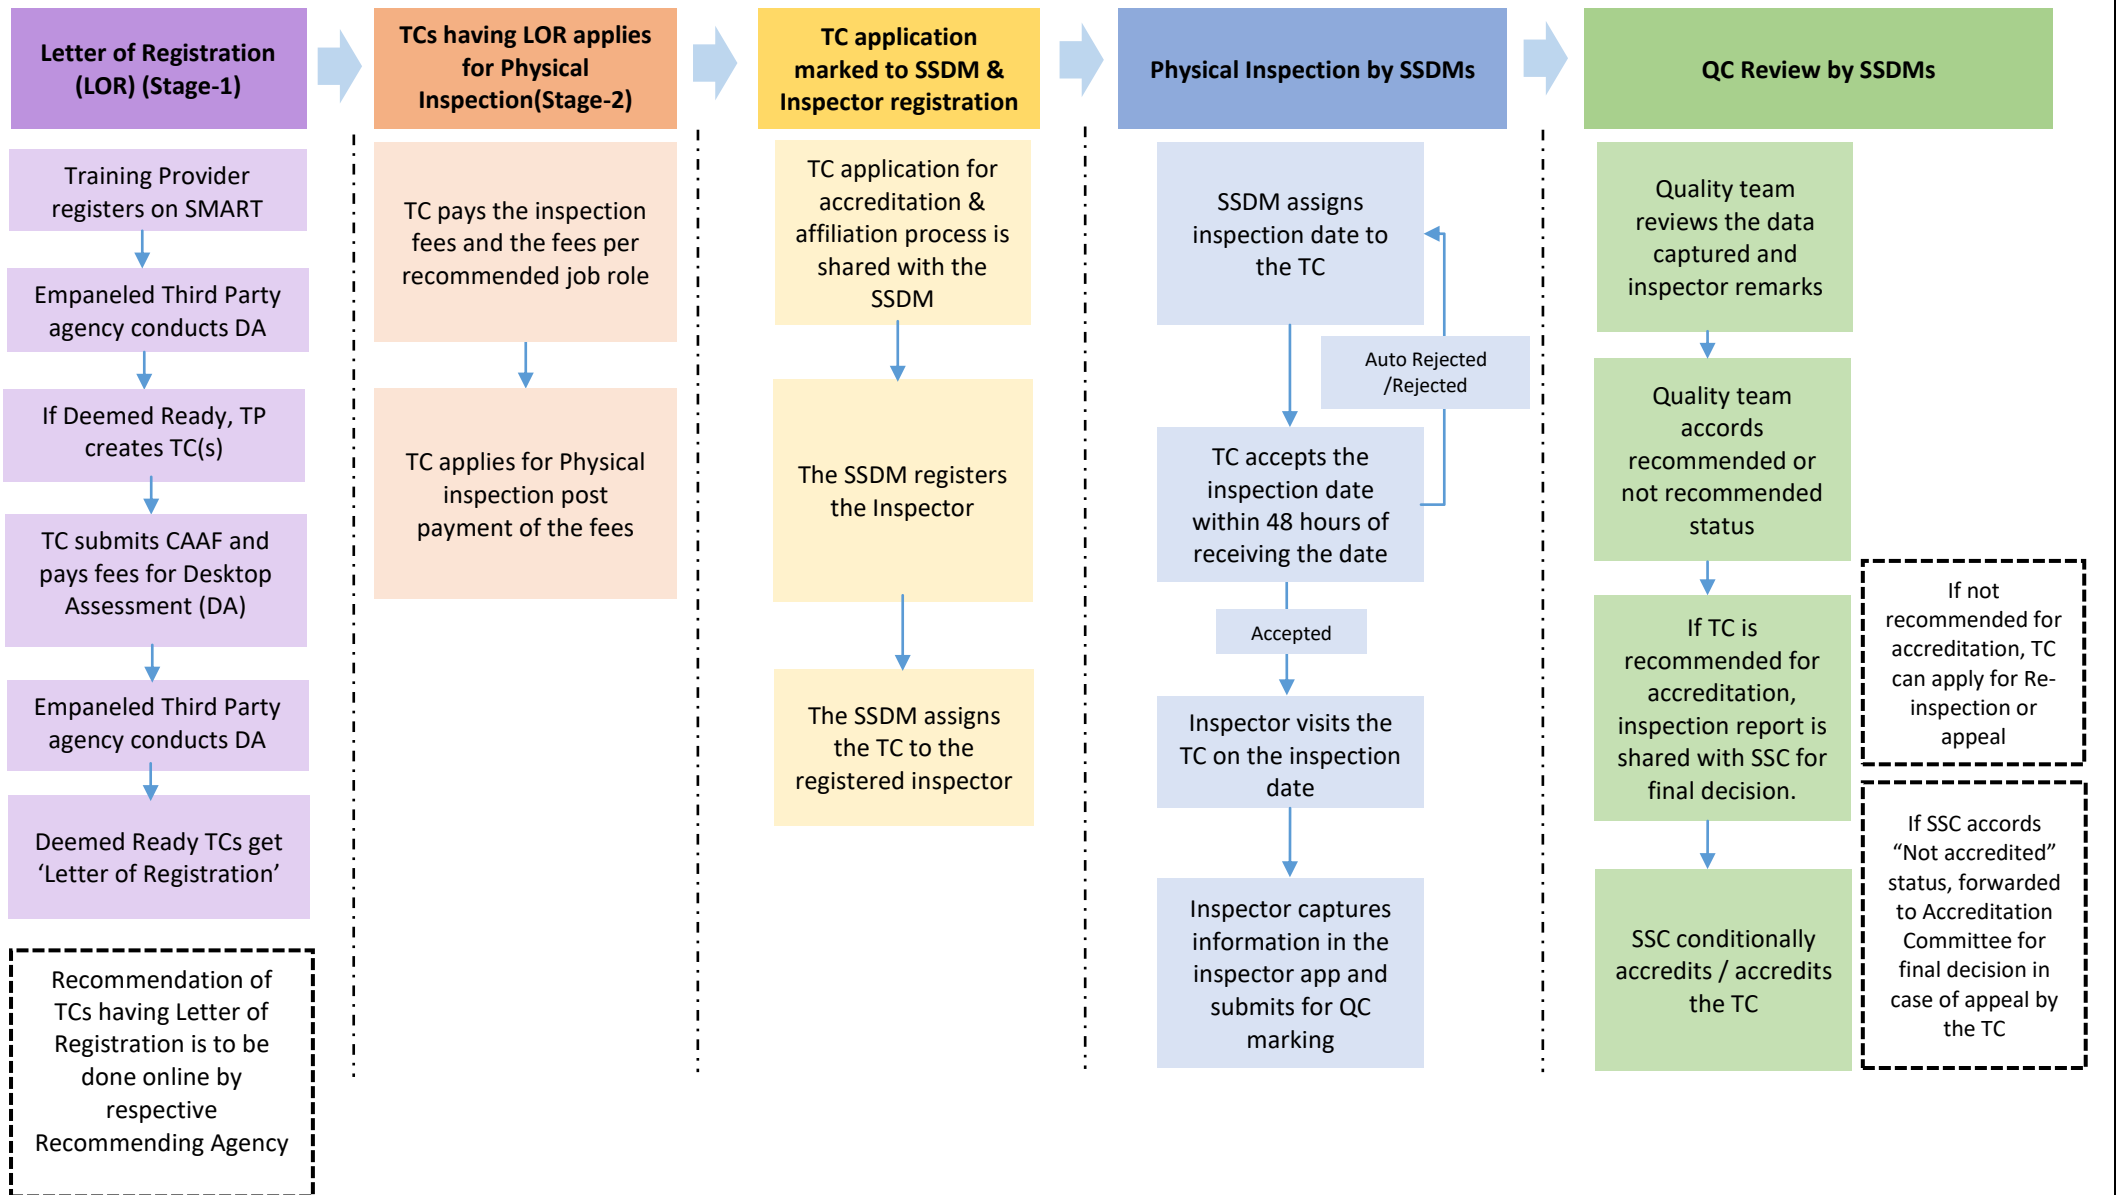 Letter of Registration
(LOR) (Stage-1)
TCs having LOR applies
for Physical
Inspection(Stage-2)
TC application
marked to SSDM &
Inspector registration
Physical Inspection by SSDMs
QC Review by SSDMs
Training Provider
registers on SMART
Empaneled Third Party
agency conducts DA
If Deemed Ready, TP
creates TC(s)
TC submits CAAF and
pays fees for Desktop
Assessment (DA)
Empaneled Third Party
agency conducts DA
Deemed Ready TCs get
‘Letter of Registration’
Recommendation of
TCs having Letter of
Registration is to be
done online by
respective
Recommending Agency
TC pays the inspection
fees and the fees per
recommended job role
TC applies for Physical
inspection post
payment of the fees
TC application for
accreditation &
affiliation process is
shared with the
SSDM
The SSDM registers
the Inspector
The SSDM assigns
the TC to the
registered inspector
SSDM assigns
inspection date to
the TC
Auto Rejected
/Rejected
TC accepts the
inspection date
within 48 hours of
receiving the date
Accepted
Inspector visits the
TC on the inspection
date
Inspector captures
information in the
inspector app and
submits for QC
marking
Quality team
reviews the data
captured and
inspector remarks
Quality team
accords
recommended or
not recommended
status
If TC is
recommended for
accreditation,
inspection report is
shared with SSC for
final decision.
SSC conditionally
accredits / accredits
the TC
If not
recommended for
accreditation, TC
can apply for Re-
inspection or
appeal
If SSC accords
“Not accredited”
status, forwarded
to Accreditation
Committee for
final decision in
case of appeal by
the TC